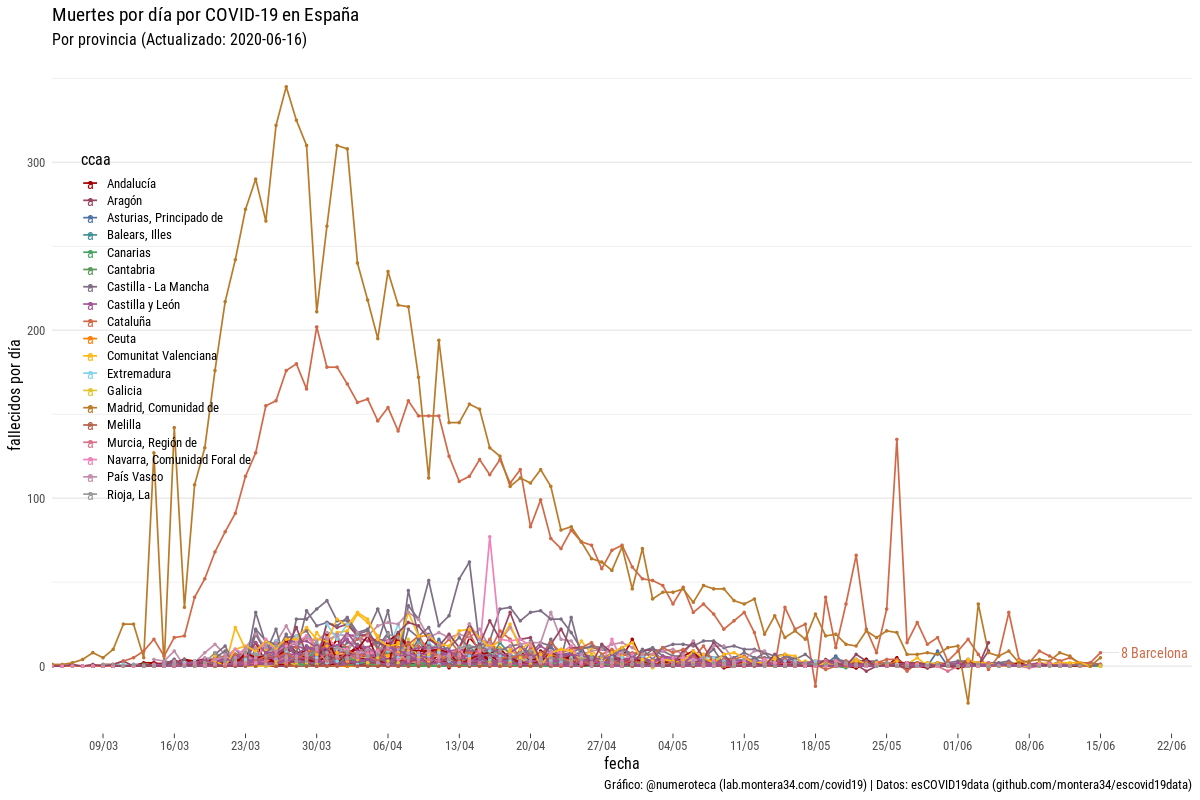 Muertes por día por COVID-19 en España
Por provincia (Actualizado: 2020-06-16)
fallecidos por día
300
200
100
0
ccaa
Andalucía
Aragón
Asturias, Principado de
Balears, Illes
Canarias
Cantabria
Castilla - La Mancha
Castilla y León
Cataluña
Ceuta
Comunitat Valenciana
Extremadura
Galicia
Madrid, Comunidad de
Melilla
Murcia, Región de
Navarra, Comunidad Foral de
País Vasco
Rioja, La
8 Barcelona
09/03 16/03 23/03 30/03 06/04 13/04 20/04 27/04 04/05 11/05 18/05 25/05 01/06 08/06 15/06 22/06
fecha
Gráfico: @numeroteca (lab.montera34.com/covid19) | Datos: esCOVID19data (github.com/montera34/escovid19data)